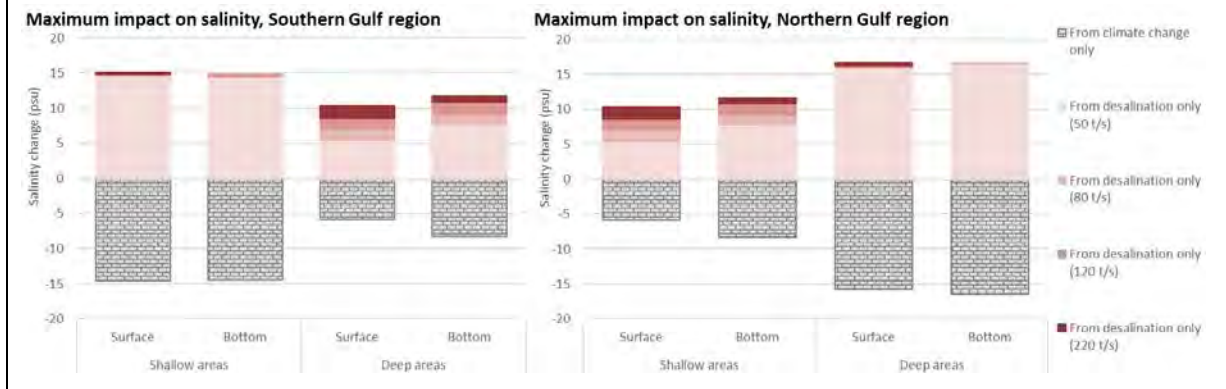 Maximum impact on salinity, Southern Gulf region
20
15
10
5
0
-5
-10
-15
-20
Salinity change (psu)
Surface
Bottom
Surface
Bottom
Shallow areas
Deep areas
Maximum impact on salinity, Northern Gulf region
20
15
10
5
0
-5
-10
-15
-20
Salinity change (psu)
Surface
Bottom
Surface
Bottom
Shallow areas
Deep areas
From climate change
only
From desalination only
(50 t/s)
From desalination only
(80 t/s)
From desalination only
(120 t/s)
From desalination only
(220 t/s)